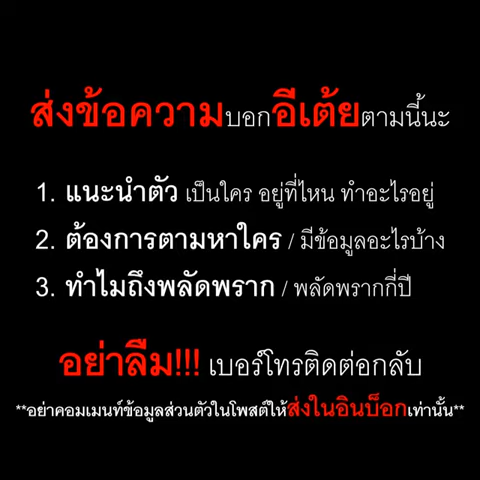 ส่งข้อความบอกอีเต้ยตามนี้นะ
1. แนะนำตัว เป็นใคร อยู่ที่ไหน ทำอะไรอยู่
2. ต้องการตามหาใคร / มีข้อมูลอะไรบ้าง
3. ทำไมถึงพลัดพราก / พลัดพรากกี่ปี
อย่าลืม!!! เบอร์โทรติดต่อกลับ
**อย่าคอมเมนท์ข้อมูลส่วนตัวในโพสต์ให้ส่งในอินบ็อกเท่านั้น**